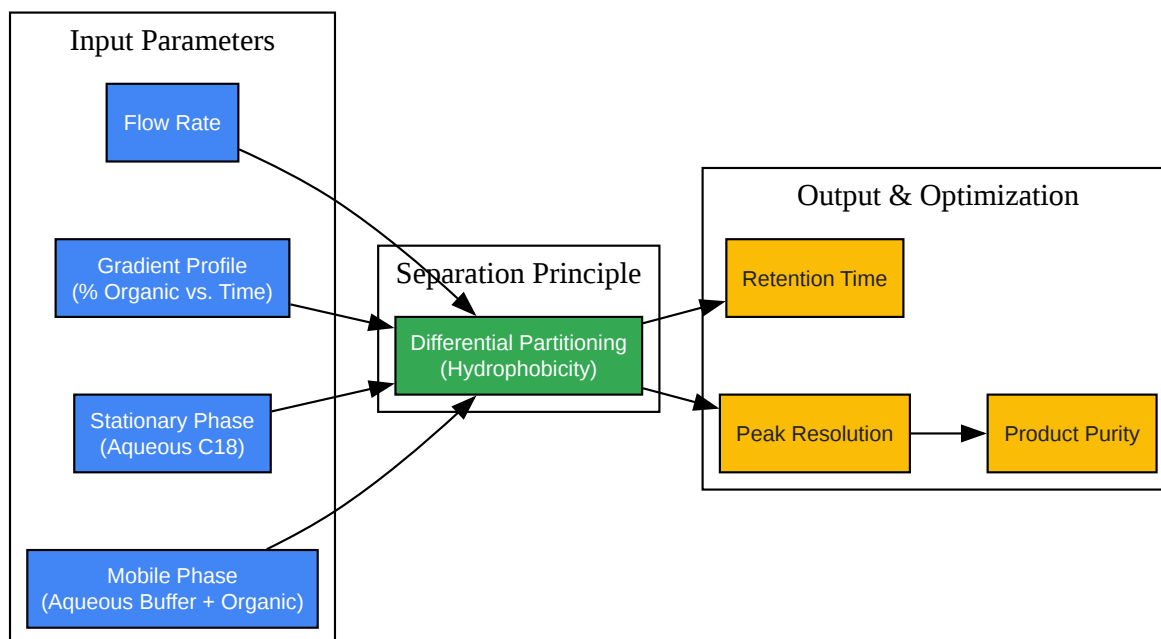 Input Parameters
Flow Rate
Gradient Profile
(% Organic vs. Time)
Stationary Phase
(Aqueous C18)
Mobile Phase
(Aqueous Buffer + Organic)
Separation Principle
Differential Partitioning
(Hydrophobicity)
Output & Optimization
Retention Time
Peak Resolution
Product Purity